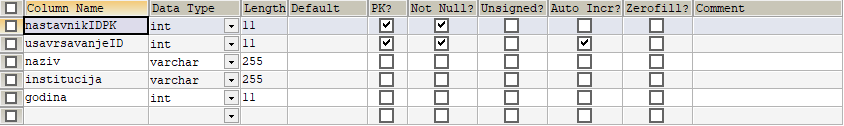 Column Name Data Type Length Default PK? Not Null? Unsigned? Auto Incr? Zerofill? Comment
nastavnikIDPK int 11
usavrsavanjeID int 11
naziv varchar 255
institucija varchar 255
godina int 11